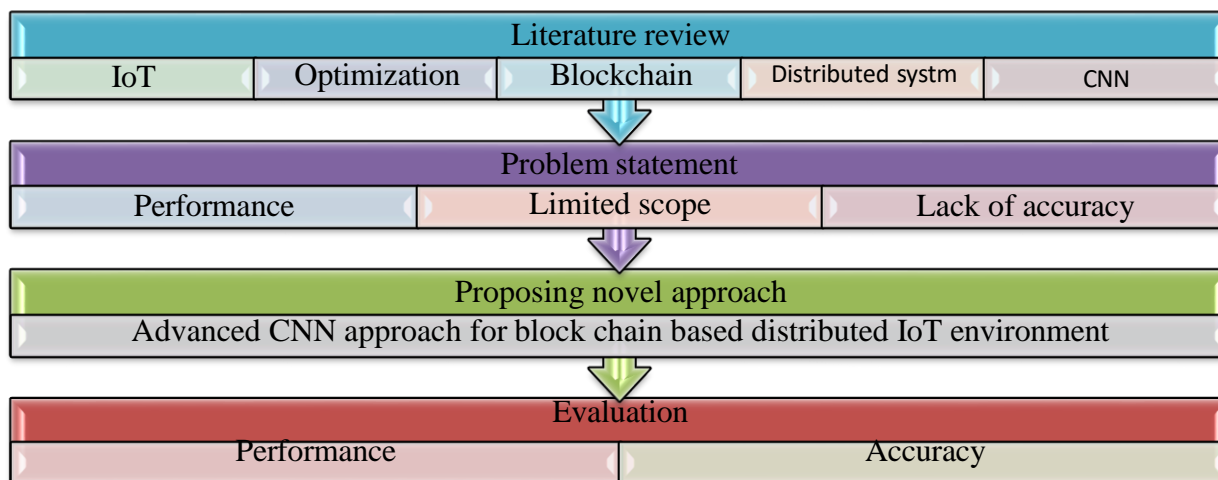 Literature review
IoT Optimization Blockchain Distributed systm CNN
Problem statement
Performance Limited scope Lack of accuracy
Proposing novel approach
Advanced CNN approach for block chain based distributed IoT environment
Evaluation
Performance Accuracy